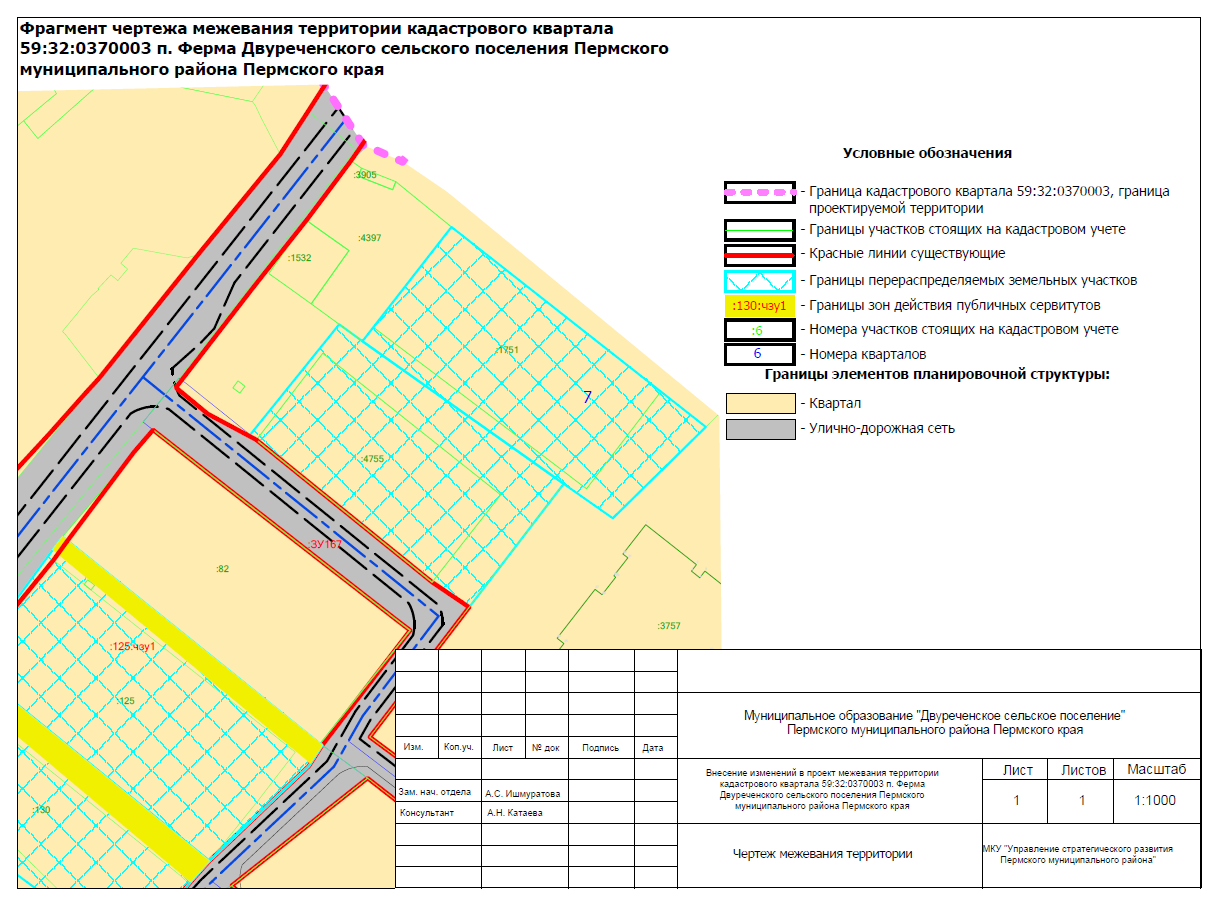 Фрагмент чертежа межевания территории кадастрового квартала
59:32:0370003 п. Ферма Двуреченского сельского поселения Пермского
муниципального района Пермского края
Условные обозначения
- Граница кадастрового квартала 59:32:0370003, граница
проектируемой территории
- Границы участков стоящих на кадастровом учете
- Красные линии существующие
- Границы перераспределяемых земельных участков
:130:чзу1 - Границы зон действия публичных сервитутов
:6 - Номера участков стоящих на кадастровом учете
6 - Номера кварталов
Границы элементов планировочной структуры:
- Квартал
- Улично-дорожная сеть
:3905
:4397
:1532
:1751
7
:4755
:ЗУ167
:82
:3757
:125:чзу1
:125
:130
Изм. Коп.уч. Лист № док Подпись Дата
Зам. нач. отдела А.С. Ишмуратова
Консультант А.Н. Катаева
Муниципальное образование "Двуреченское сельское поселение"
Пермского муниципального района Пермского края
Внесение изменений в проект межевания территории
кадастрового квартала 59:32:0370003 п. Ферма
Двуреченского сельского поселения Пермского
муниципального района Пермского края
Лист Листов Масштаб
1 1 1:1000
Чертеж межевания территории
МКУ "Управление стратегического развития
Пермского муниципального района"